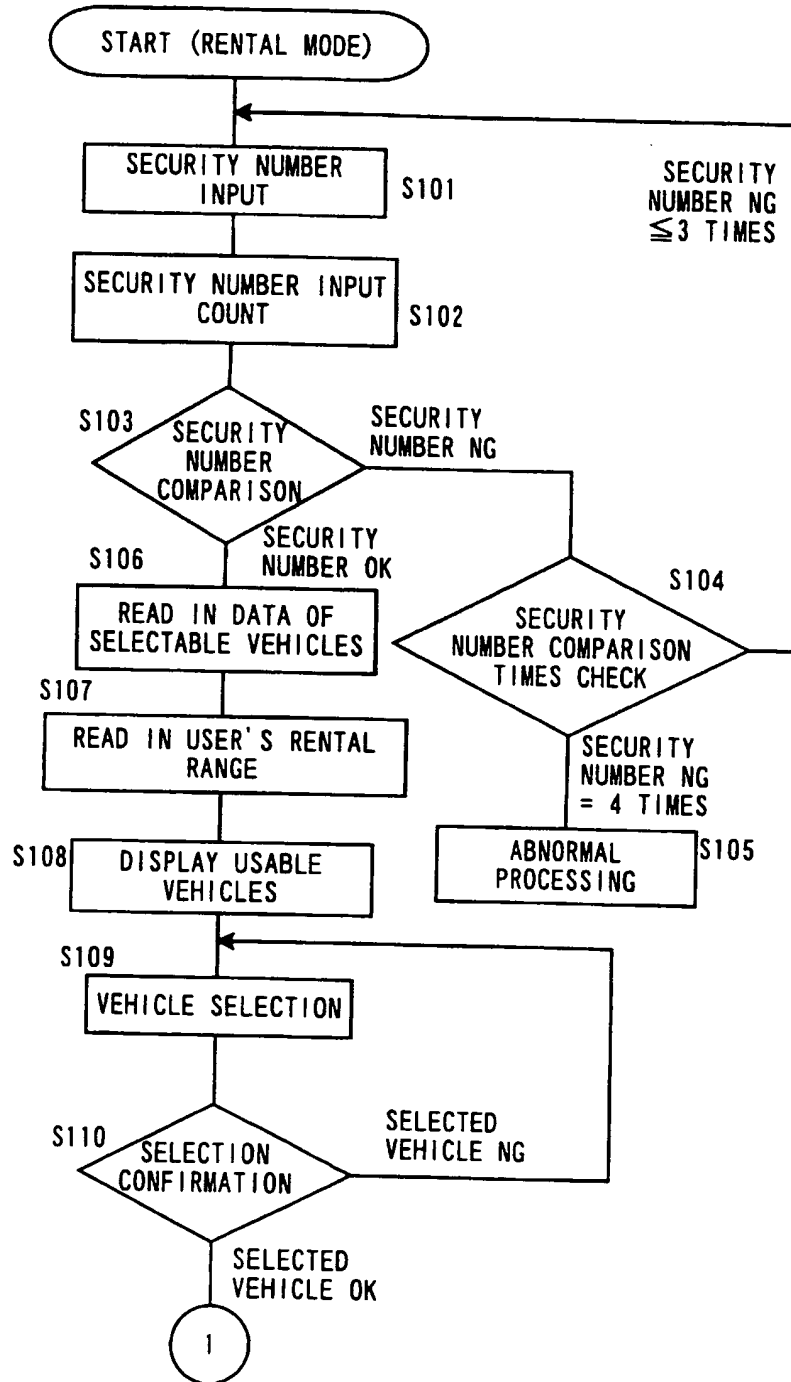 START (RENTAL MODE)
SECURITY NUMBER
INPUT
S101
SECURITY
NUMBER NG
≦3 TIMES
SECURITY NUMBER INPUT
COUNT
S102
S103
SECURITY
NUMBER
COMPARISON
SECURITY
NUMBER NG
SECURITY
NUMBER OK
S106
READ IN DATA OF
SELECTABLE VEHICLES
S104
SECURITY
NUMBER COMPARISON
TIMES CHECK
S107
READ IN USER'S RENTAL
RANGE
SECURITY
NUMBER NG
= 4 TIMES
S108
DISPLAY USABLE
VEHICLES
ABNORMAL
PROCESSING
S105
S109
VEHICLE SELECTION
S110
SELECTION
CONFIRMATION
SELECTED
VEHICLE NG
SELECTED
VEHICLE OK
1